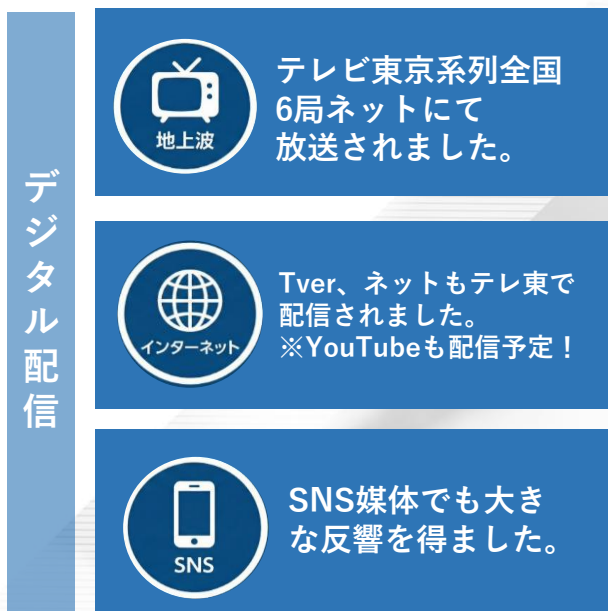 デジタル配信
地上波
テレビ東京系列全国
6局ネットにて
放送されました。
インターネット
Tver、ネットもテレ東で
配信されました。
※YouTubeも配信予定！
SNS
SNS媒体でも大き
な反響を得ました。